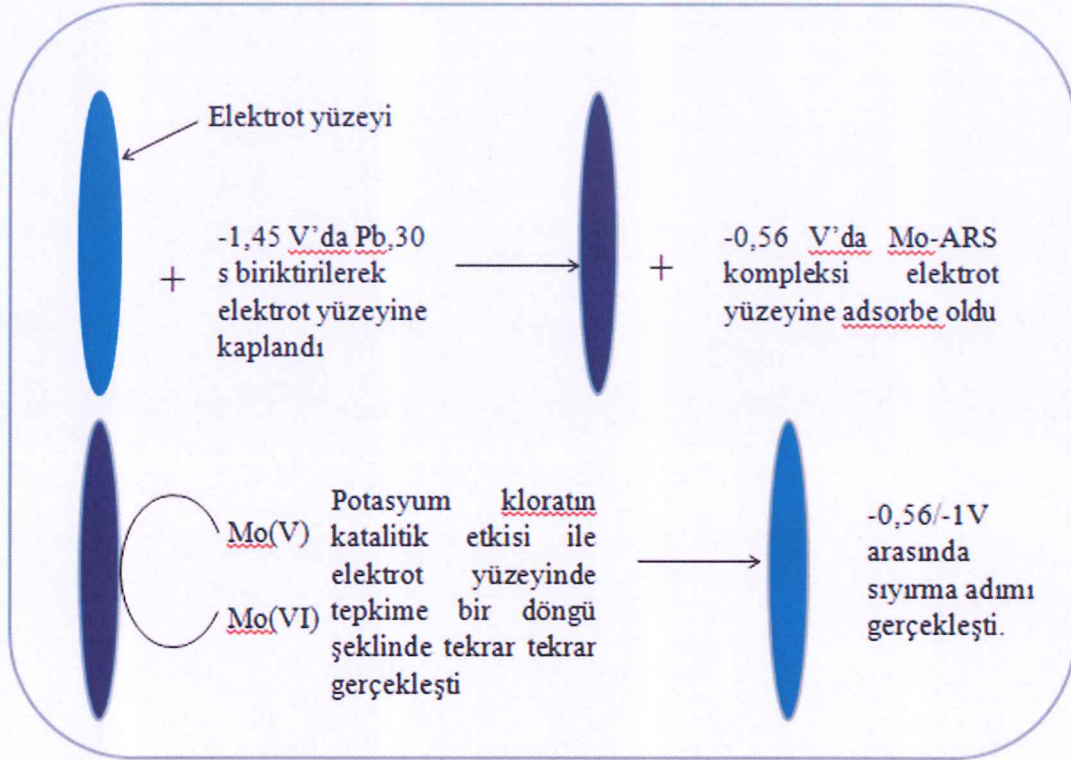 Elektrot yüzeyi
+
-1,45 V’da Pb,30
s biriktirilerek
elektrot yüzeyine
kaplandı
+
-0,56 V’da Mo-ARS
kompleksi elektrot
yüzeyine adsorbe oldu
Mo(V)
Mo(VI)
Potasyum kloratın
katalitik etkisi ile
elektrot yüzeyinde
tepkime bir döngü
şeklinde tekrar tekrar
gerçekleşti
-0,56/-1V
arasında
sıyırma adımı
gerçekleşti.